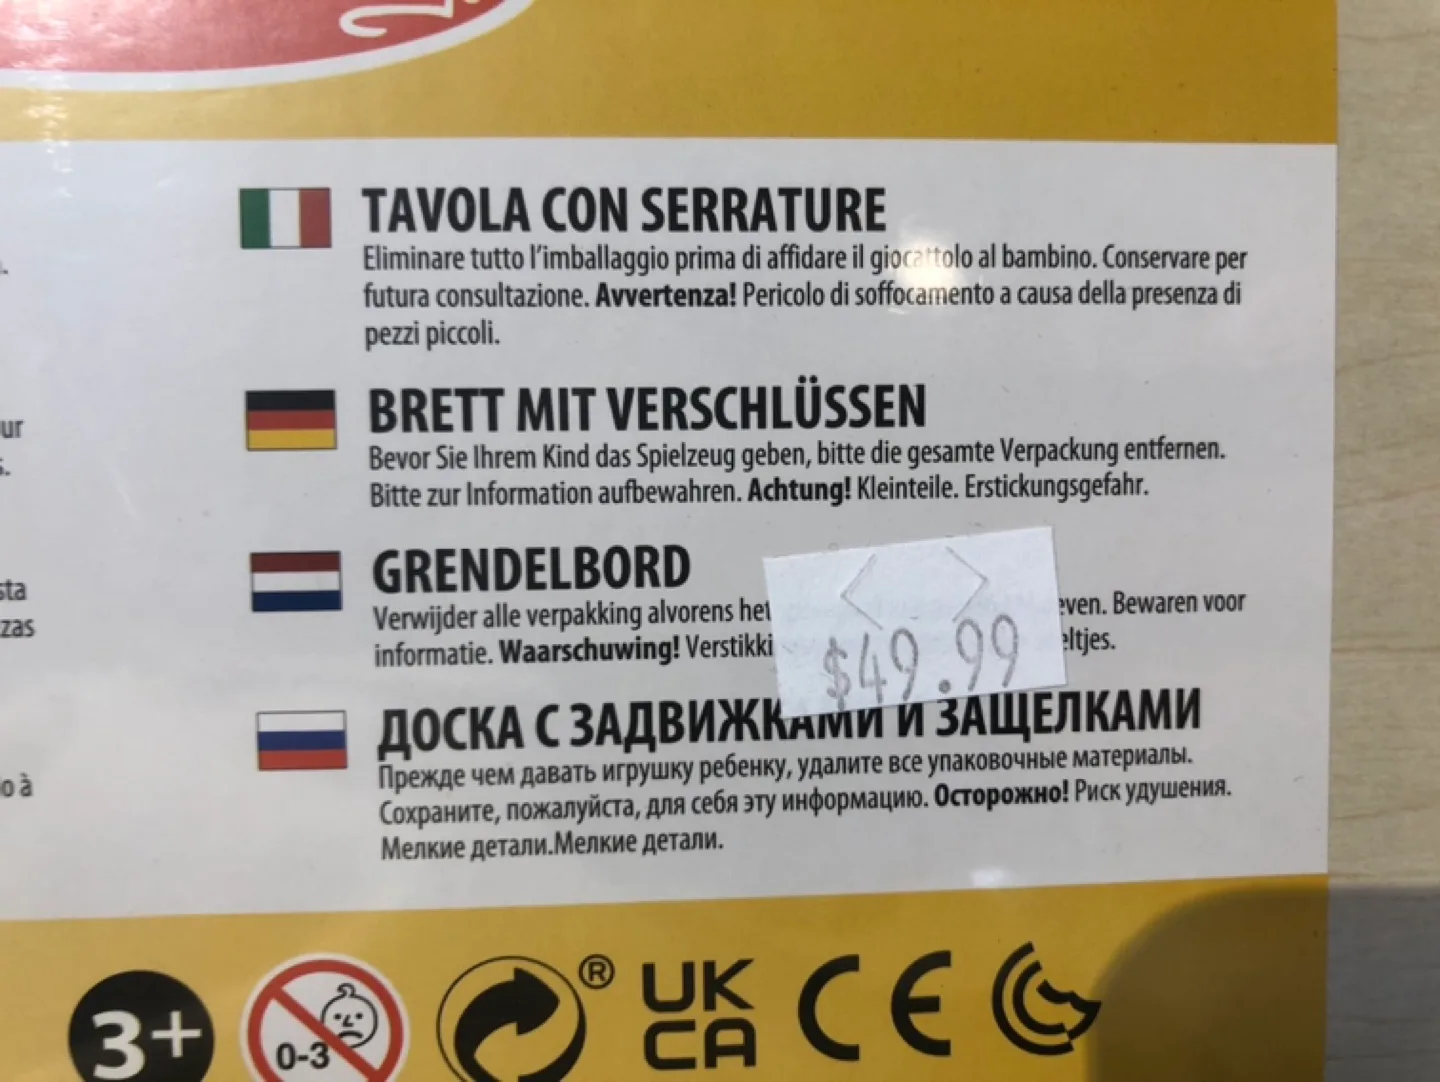 TAVOLA CON SERRATURE
Eliminare tutto l'imballaggio prima di affidare il giocattolo al bambino. Conservare per
futura consultazione. Avvertenza! Pericolo di soffocamento a causa della presenza di
pezzi piccoli.
ur
s.
BRETT MIT VERSCHLÜSSEN
Bevor Sie Ihrem Kind das Spielzeug geben, bitte die gesamte Verpackung entfernen.
Bitte zur Information aufbewahren. Achtung! Kleinteile. Erstickungsgefahr.
sta
zas
GRENDELBORD
Verwijder alle verpakking alvorens het even. Bewaren voor
informatie. Waarschuwing! Verstikki eltjes.
$49.99
o à
ДОСКА С ЗАДВИЖКАМИ И ЗАЩЕЛКАМИ
Прежде чем давать игрушку ребенку, удалите все упаковочные материалы.
Сохраните, пожалуйста, для себя эту информацию. Осторожно! Риск удушения.
Мелкие детали.Мелкие детали.
3+
0-3
®
UK
CA
CE